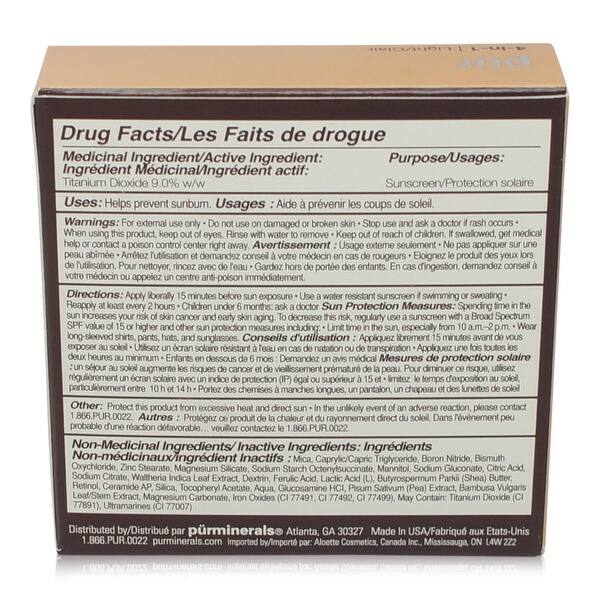 4-in-1 | Light/Clair
pür
Drug Facts/Les Faits de drogue
Medicinal Ingredient/Active Ingredient: Purpose/Usages:
Ingrédient Médicinal/Ingrédient actif:
Titanium Dioxide 9.0% w/w Sunscreen/Protection solaire
Uses: Helps prevent sunburn. Usages : Aide à prévenir les coups de soleil.
Warnings: For external use only • Do not use on damaged or broken skin • Stop use and ask a doctor if rash occurs •
When using this product, keep out of eyes. Rinse with water to remove • Keep out of reach of children. If swallowed, get medical
help or contact a poison control center right away. Avertissement : Usage externe seulement • Ne pas appliquer sur une
peau abîmée • Arrêtez l'utilisation et demandez conseil à votre médecin en cas de rougeurs • Eloignez le produit des yeux lors
de l'utilisation. Pour nettoyer, rincez avec de l'eau • Gardez hors de portée des enfants. En cas d'ingestion, demandez conseil à
votre médecin ou appelez un centre anti-poison immédiatement.
Directions: Apply liberally 15 minutes before sun exposure • Use a water resistant sunscreen if swimming or sweating •
Reapply at least every 2 hours • Children under 6 months: ask a doctor Sun Protection Measures: Spending time in the
sun increases your risk of skin cancer and early skin aging. To decrease this risk, regularly use a sunscreen with a Broad Spectrum
SPF value of 15 or higher and other sun protection measures including: • Limit time in the sun, especially from 10 a.m.–2 p.m. • Wear
long-sleeved shirts, pants, hats, and sunglasses. Conseils d'utilisation : Appliquez librement 15 minutes avant de vous
exposer au soleil • Utilisez un écran solaire résistant à l'eau en cas de natation ou de transpiration • Appliquez une fois toutes les
deux heures au minimum • Enfants en dessous de 6 mois : Demandez un avis médical Mesures de protection solaire
: un séjour au soleil augmente les risques de cancer et de vieillissement prématuré de la peau. Pour diminuer ce risque, utilisez
régulièrement un écran solaire avec un indice de protection (IP) égal ou supérieur à 15 et • limitez le temps d'exposition au soleil,
particulièrement entre 10 h et 14 h • Portez des chemises à manches longues, un pantalon, un chapeau et des lunettes de soleil
Other: Protect this product from excessive heat and direct sun • In the unlikely event of an adverse reaction, please contact
1.866.PUR.0022. Autres : Protégez ci produit de la chaleur et du rayonnement direct du soleil. Dans l'événement peu
probable d'une réaction défavorable... veuillez contactez le 1.866.PUR.0022.
Non-Medicinal Ingredients/ Inactive Ingredients: Ingrédients
Non-médicinaux/Ingrédient Inactifs : Mica, Caprylic/Capric Triglyceride, Boron Nitride, Bismuth
Oxychloride, Zinc Stearate, Magnesium Silicate, Sodium Starch Octenylsuccinate, Mannitol, Sodium Gluconate, Citric Acid,
Sodium Citrate, Waltheria Indica Leaf Extract, Dextrin, Ferulic Acid, Lactic Acid (L), Butyrospermum Parkii (Shea) Butter,
Retinol, Ceramide AP, Silica, Tocopheryl Acetate, Aqua, Glucosamine HCl, Pisum Sativum (Pea) Extract, Bambusa Vulgaris
Leaf/Stem Extract, Magnesium Carbonate, Iron Oxides (CI 77491, CI 77492, CI 77499), May Contain: Titanium Dioxide (CI
77891), Ultramarines (CI 77007)
Distributed by/Distribué par pürminerals® Atlanta, GA 30327 Made in USA/Fabriqué aux Etats-Unis
1.866.PUR.0022 purminerals.com Imported by/Importé par: Aloette Cosmetics, Canada Inc., Mississauga, ON L4W 2Z2